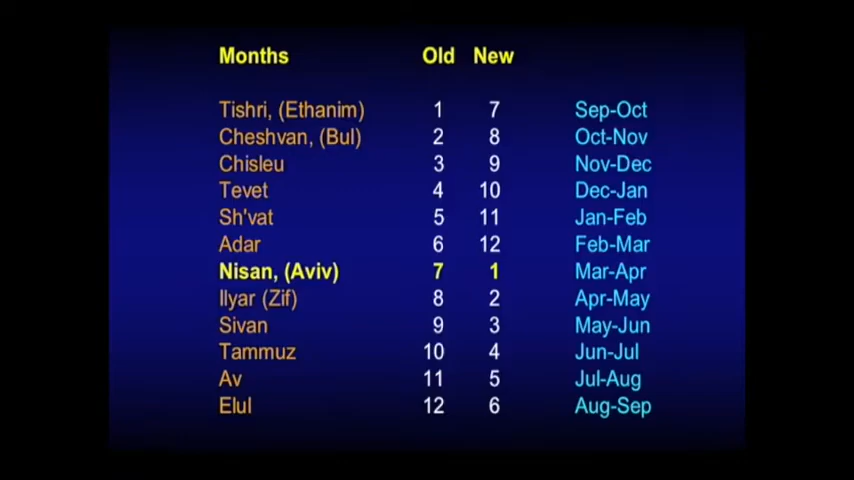 Months Old New
Tishri, (Ethanim) 1 7 Sep-Oct
Cheshvan, (Bul) 2 8 Oct-Nov
Chisleu 3 9 Nov-Dec
Tevet 4 10 Dec-Jan
Sh'vat 5 11 Jan-Feb
Adar 6 12 Feb-Mar
Nisan, (Aviv) 7 1 Mar-Apr
Ilyar (Zif) 8 2 Apr-May
Sivan 9 3 May-Jun
Tammuz 10 4 Jun-Jul
Av 11 5 Jul-Aug
Elul 12 6 Aug-Sep